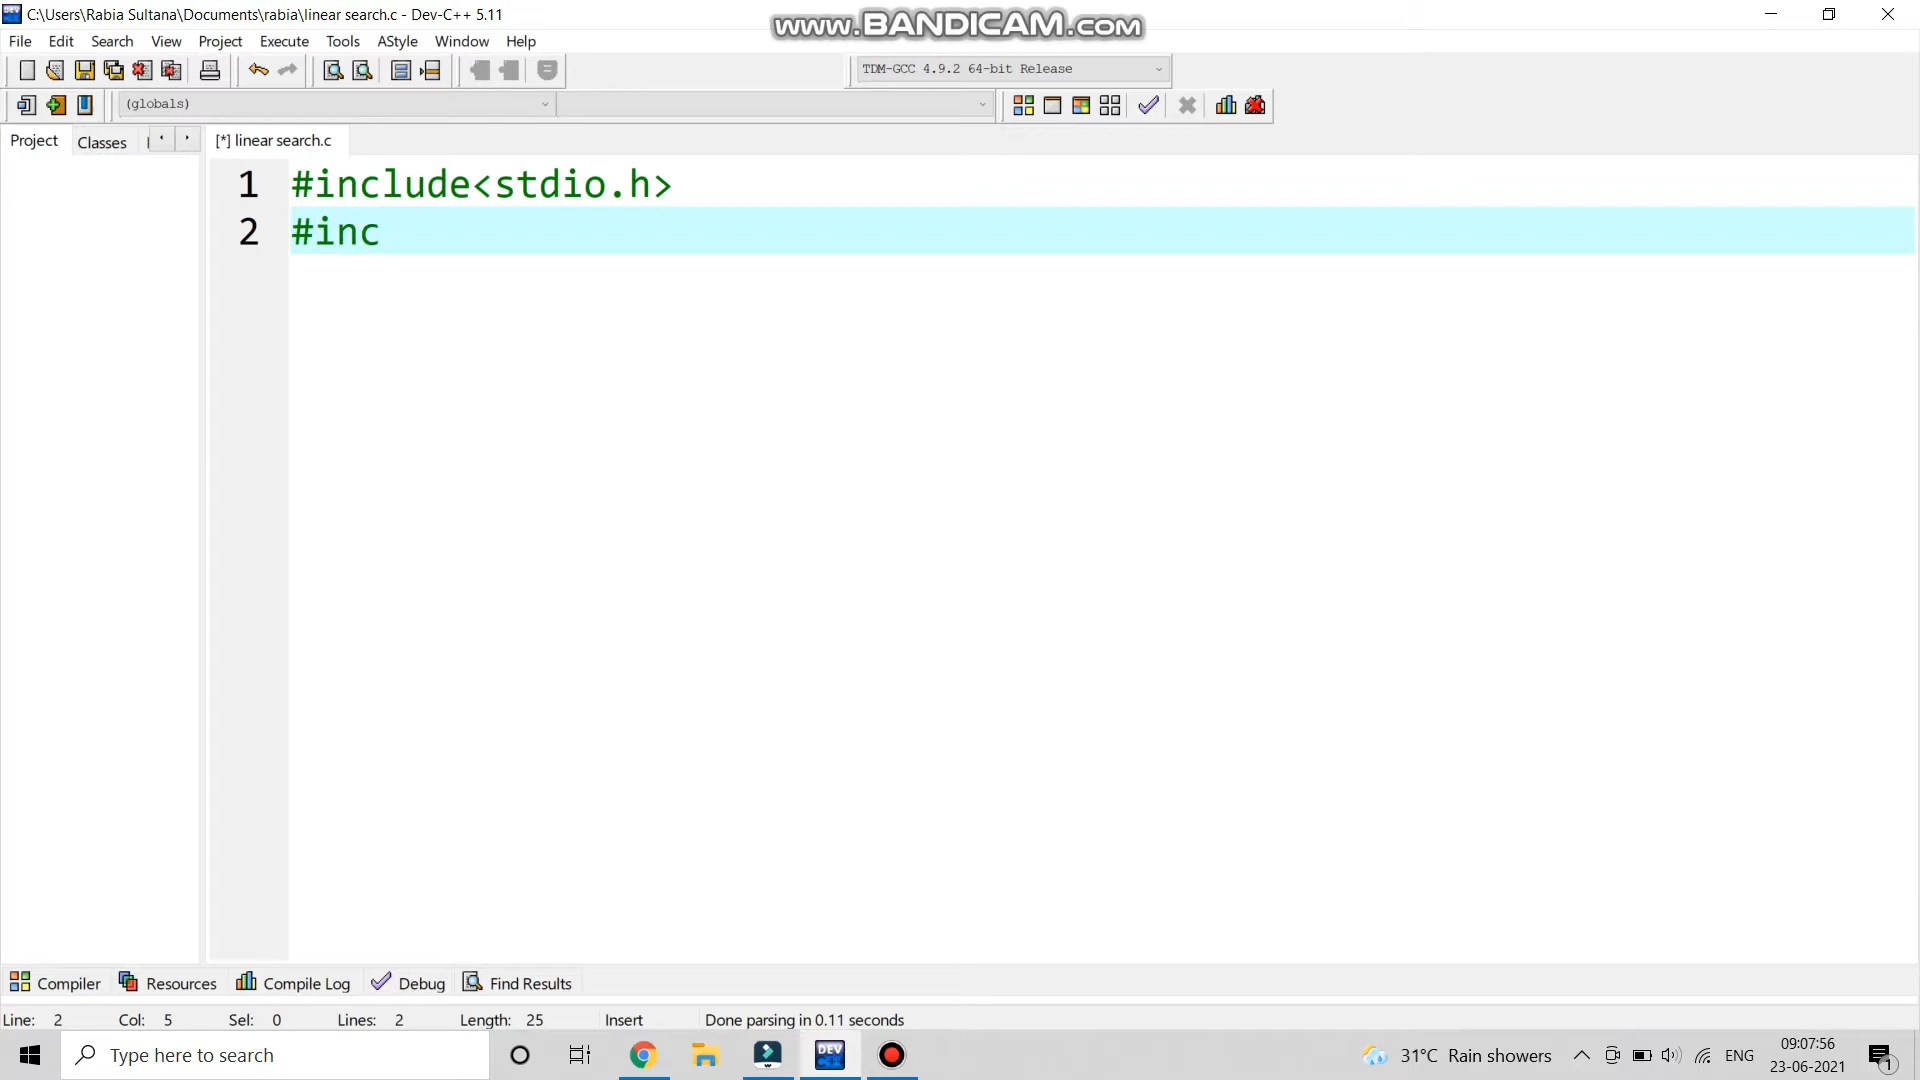 C:\Users\Rabia Sultana\Documents\rabia\linear search.c - Dev-C++ 5.11
www.BANDICAM.com
File Edit Search View Project Execute Tools AStyle Window Help
TDM-GCC 4.9.2 64-bit Release
(globals)
Project Classes
[*] linear search.c
1 #include<stdio.h>
2 #inc
Compiler Resources Compile Log Debug Find Results
Line: 2 Col: 5 Sel: 0 Lines: 2 Length: 25 Insert Done parsing in 0.11 seconds
Type here to search
DEV C++
31°C Rain showers
ENG
09:07:56
23-06-2021
1